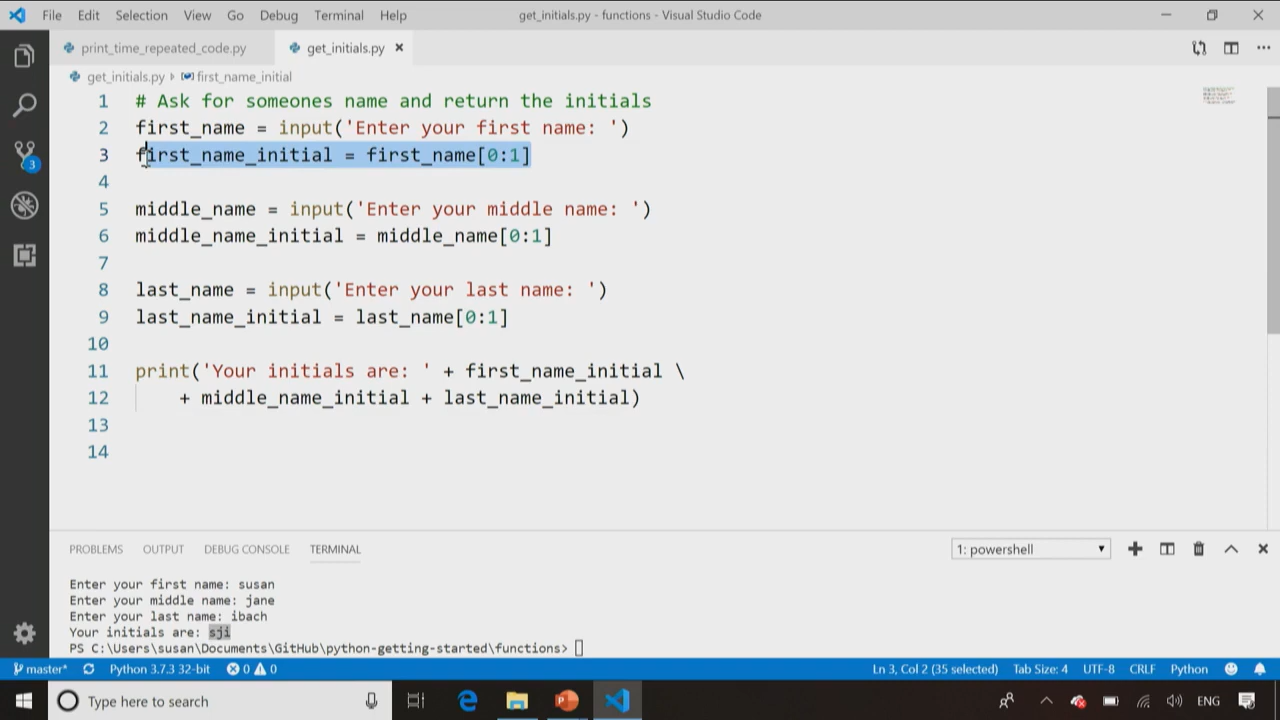 File Edit Selection View Go Debug Terminal Help get_initials.py - functions - Visual Studio Code
print_time_repeated_code.py get_initials.py
get_initials.py first_name_initial
1 # Ask for someones name and return the initials
2 first_name = input('Enter your first name: ')
3 first_name_initial = first_name[0:1]
4
5 middle_name = input('Enter your middle name: ')
6 middle_name_initial = middle_name[0:1]
7
8 last_name = input('Enter your last name: ')
9 last_name_initial = last_name[0:1]
10
11 print('Your initials are: ' + first_name_initial \
12 + middle_name_initial + last_name_initial)
13
14
3
PROBLEMS OUTPUT DEBUG CONSOLE TERMINAL 1: powershell
Enter your first name: susan
Enter your middle name: jane
Enter your last name: ibach
Your initials are: sji
PS C:\Users\susan\Documents\GitHub\python-getting-started\functions>
master* Python 3.7.3 32-bit 0 0 Ln 3, Col 2 (35 selected) Tab Size: 4 UTF-8 CRLF Python
Type here to search ENG